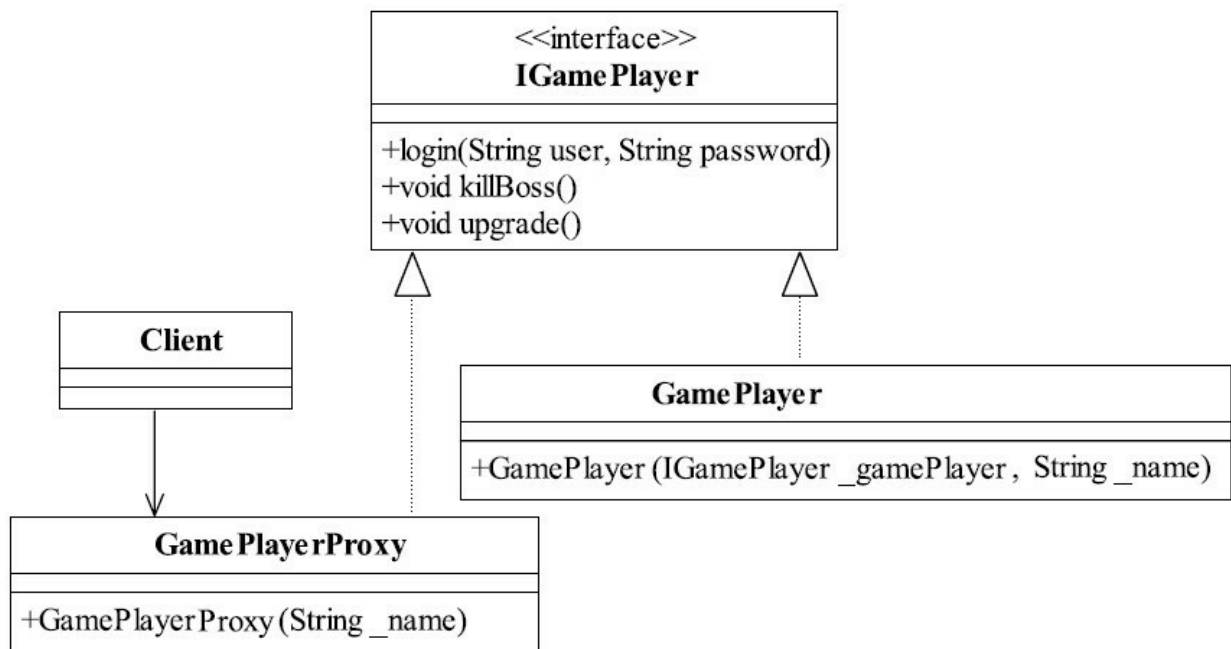 <<interface>>
IGamePlayer
+login(String user, String password)
+void killBoss()
+void upgrade()
Client
GamePlayer
+GamePlayer(IGamePlayer _gamePlayer, String _name)
GamePlayerProxy
+GamePlayerProxy(String _name)